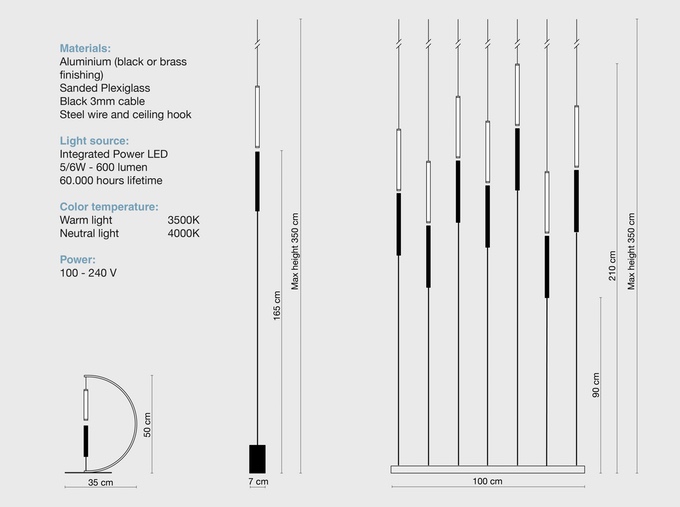 Materials:
Aluminium (black or brass
finishing)
Sanded Plexiglass
Black 3mm cable
Steel wire and ceiling hook
Light source:
Integrated Power LED
5/6W - 600 lumen
60.000 hours lifetime
Color temperature:
Warm light 3500K
Neutral light 4000K
Power:
100 - 240 V
50 cm
35 cm
165 cm
Max height 350 cm
7 cm
90 cm
210 cm
Max height 350 cm
100 cm